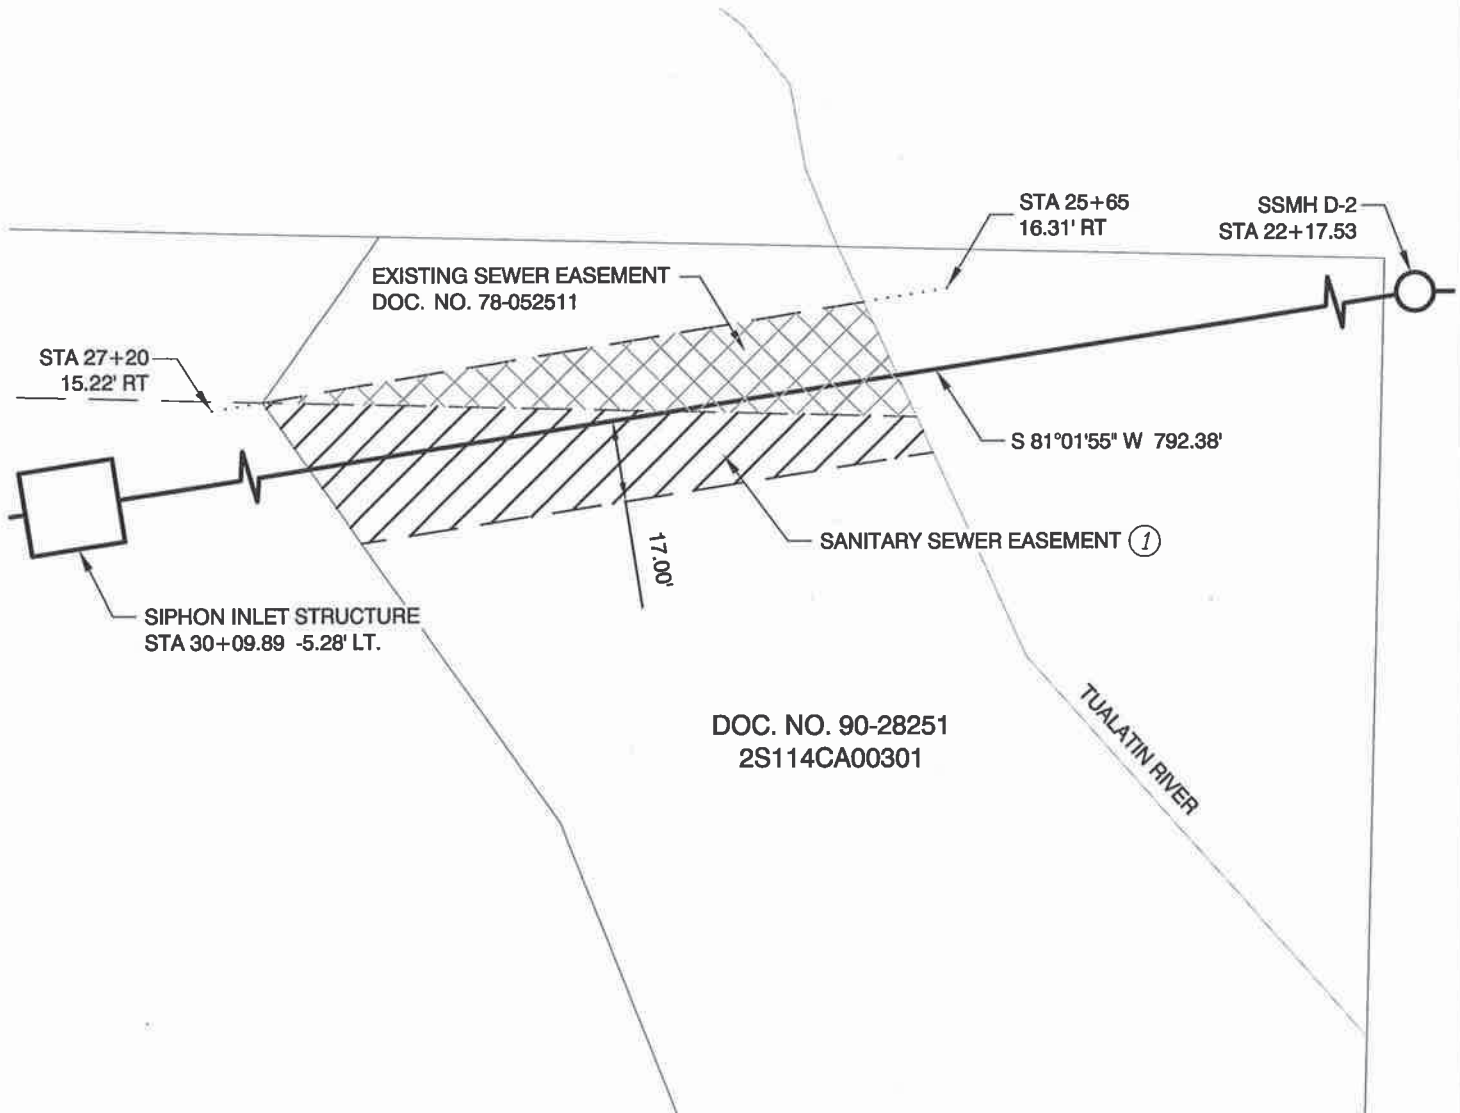 STA 25+65
16.31' RT
SSMH D-2
STA 22+17.53
EXISTING SEWER EASEMENT
DOC. NO. 78-052511
STA 27+20
15.22' RT
S 81°01'55" W 792.38'
17.00'
SANITARY SEWER EASEMENT 1
SIPHON INLET STRUCTURE
STA 30+09.89 -5.28' LT.
DOC. NO. 90-28251
2S114CA00301
TUALATIN RIVER